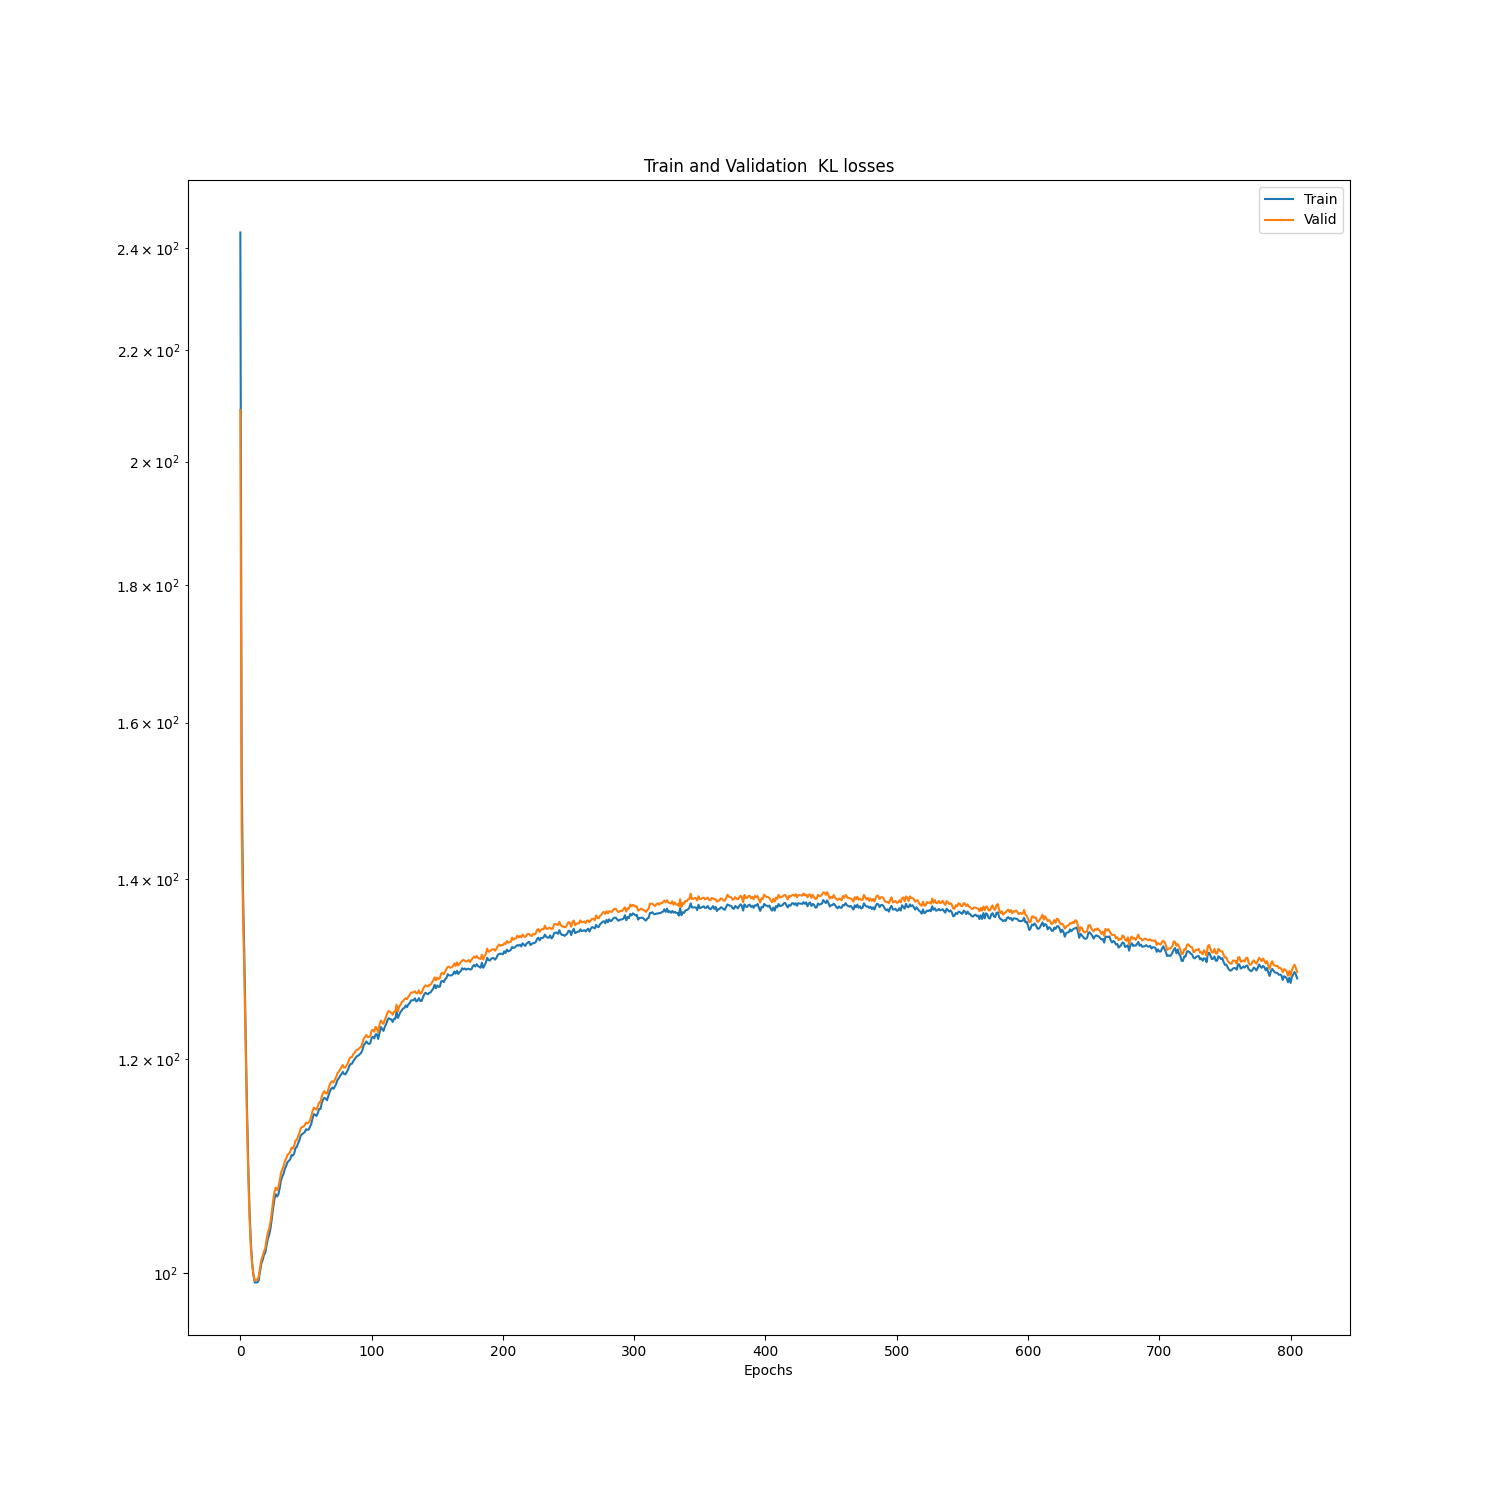 Train and Validation  KL losses
Train
Valid
2.4 × 10²
2.2 × 10²
2 × 10²
1.8 × 10²
1.6 × 10²
1.4 × 10²
1.2 × 10²
10²
0 100 200 300 400 500 600 700 800
Epochs